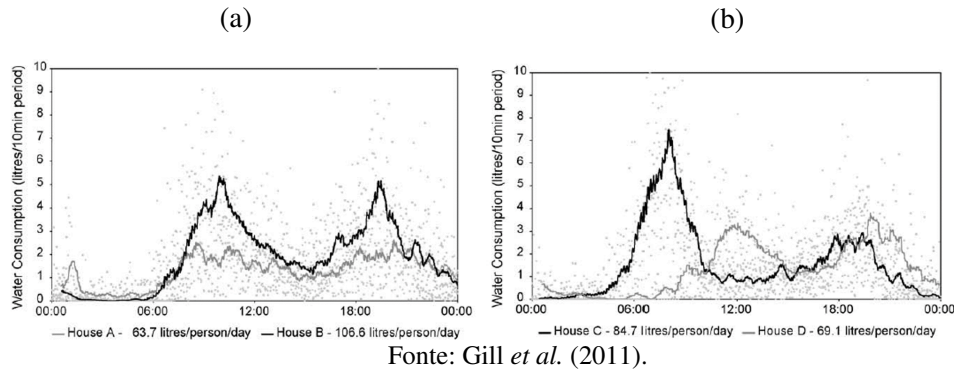 (a)
(b)
Water Consumption (litres/10min period)
10
9
8
7
6
5
4
3
2
1
0
00:00 06:00 12:00 18:00 00:00
House A - 63.7 litres/person/day House B - 106.6 litres/person/day
Water Consumption (litres/10min period)
10
9
8
7
6
5
4
3
2
1
0
00:00 06:00 12:00 18:00 00:00
House C - 84.7 litres/person/day House D - 69.1 litres/person/day
Fonte: Gill et al. (2011).